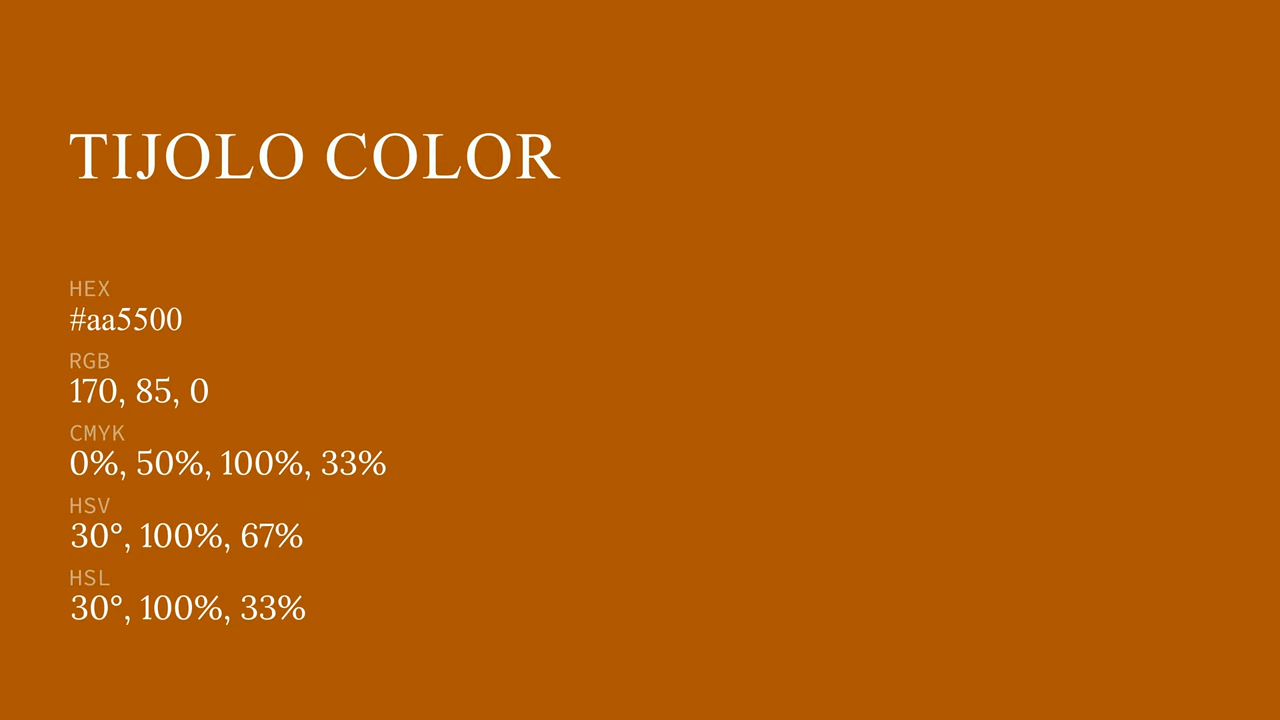 TIJOLO COLOR
HEX
#aa5500
RGB
170, 85, 0
CMYK
0%, 50%, 100%, 33%
HSV
30°, 100%, 67%
HSL
30°, 100%, 33%